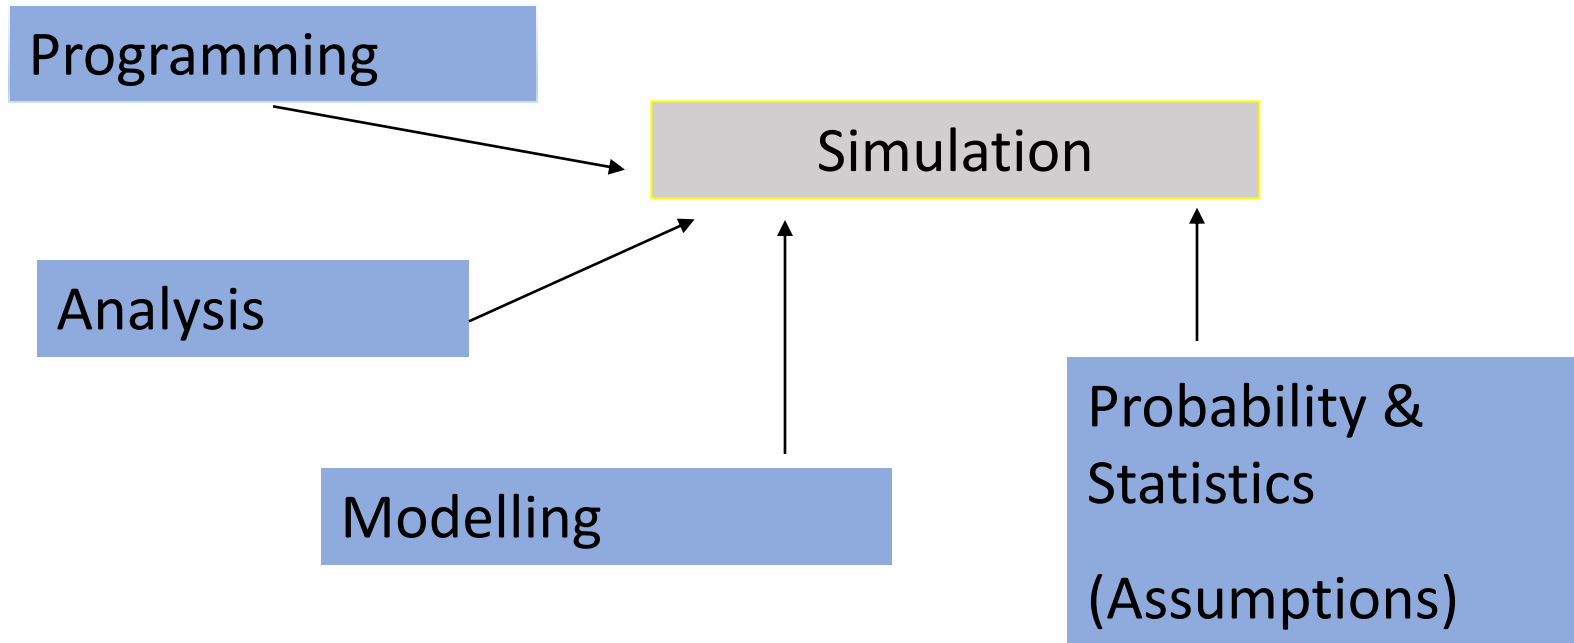 Programming
Simulation
Analysis
Modelling
Probability &
Statistics
(Assumptions)